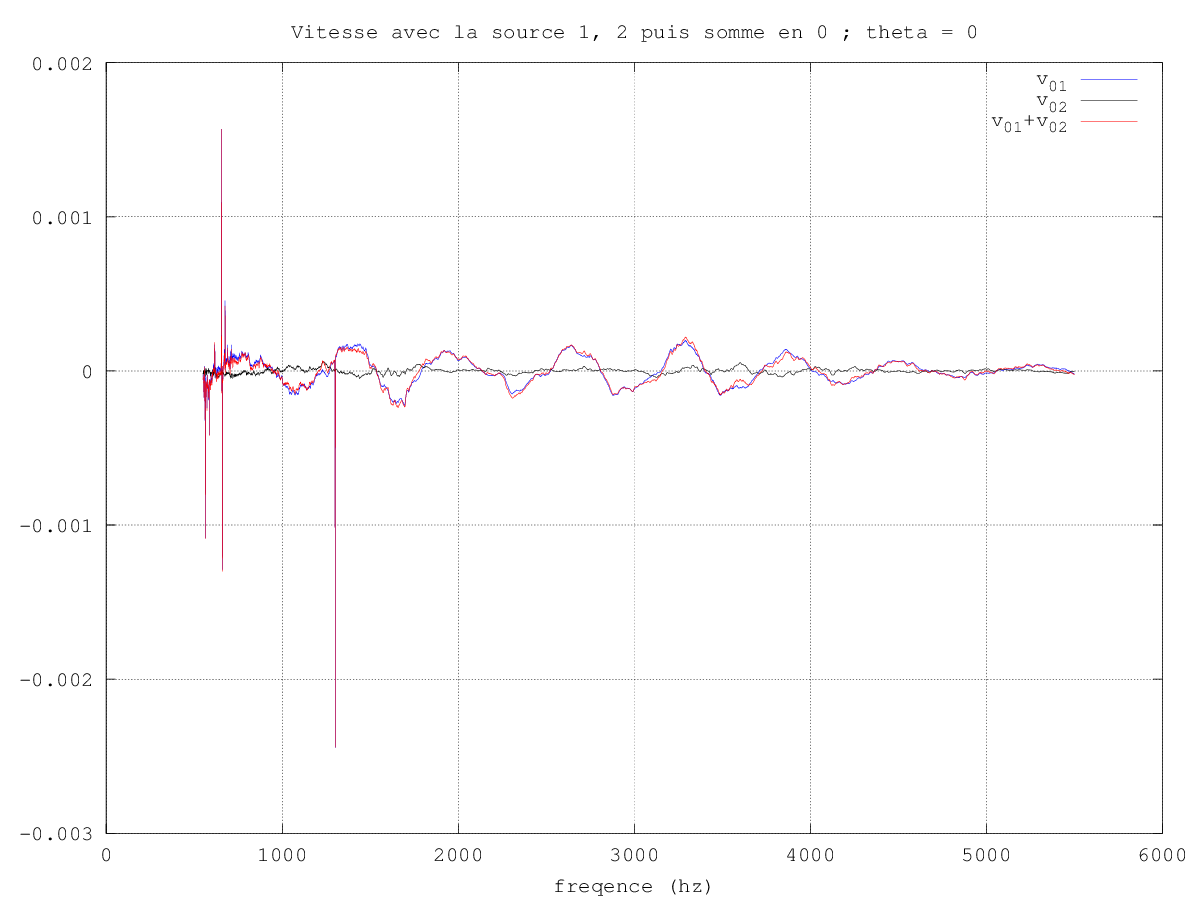 Vitesse avec la source 1, 2 puis somme en 0 ; theta = 0
0.002
v01
v02
v01+v02
0.001
0
-0.001
-0.002
-0.003
0 1000 2000 3000 4000 5000 6000
freqence (hz)